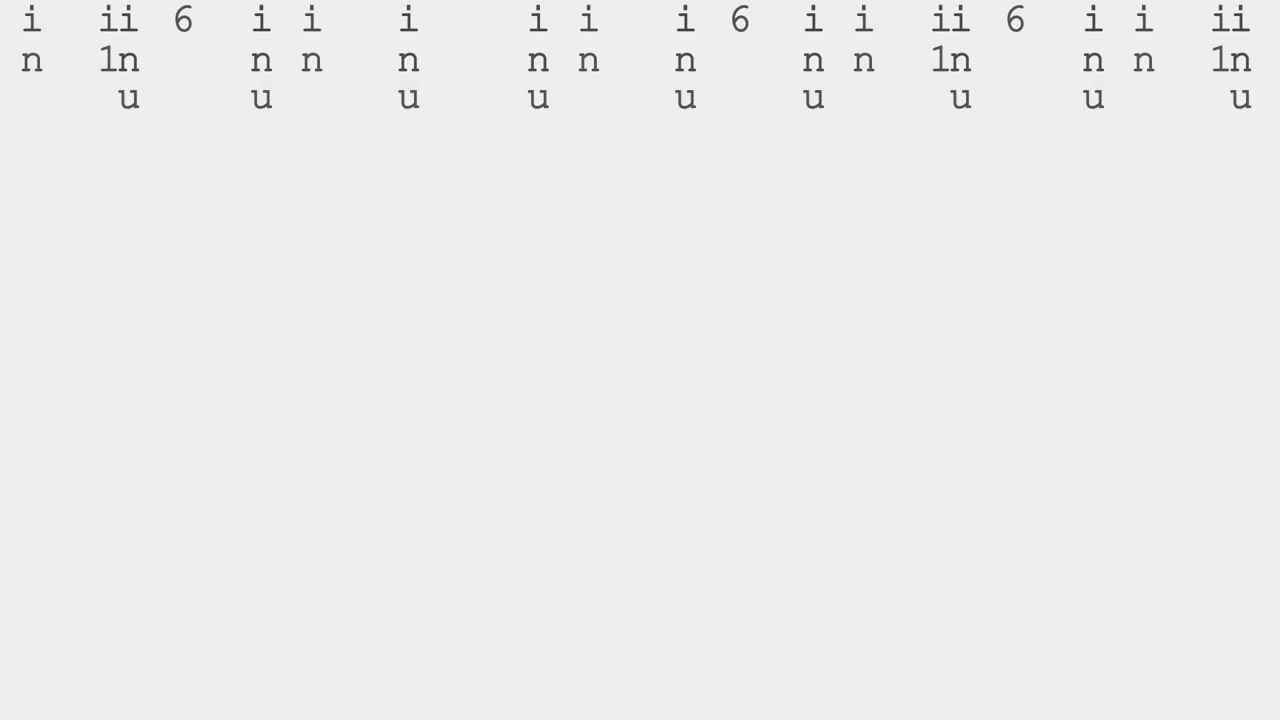 i ii 6 i i i i i i 6 i i ii 6 i i ii
n 1n n n n n n n n n 1n n n 1n
u u u u u u u u u